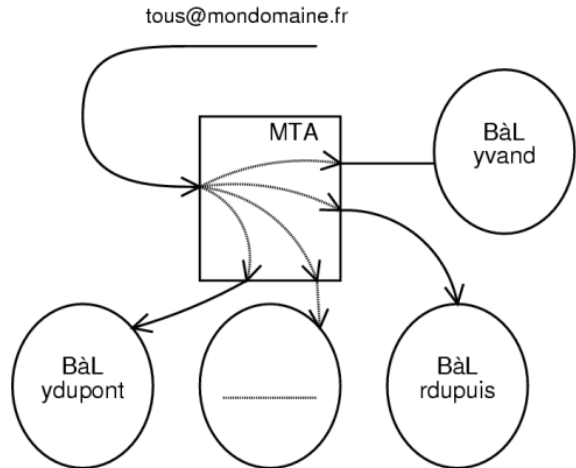 tous@mondomaine.fr
MTA
BàL
yvand
BàL
ydupont
BàL
rdupuis